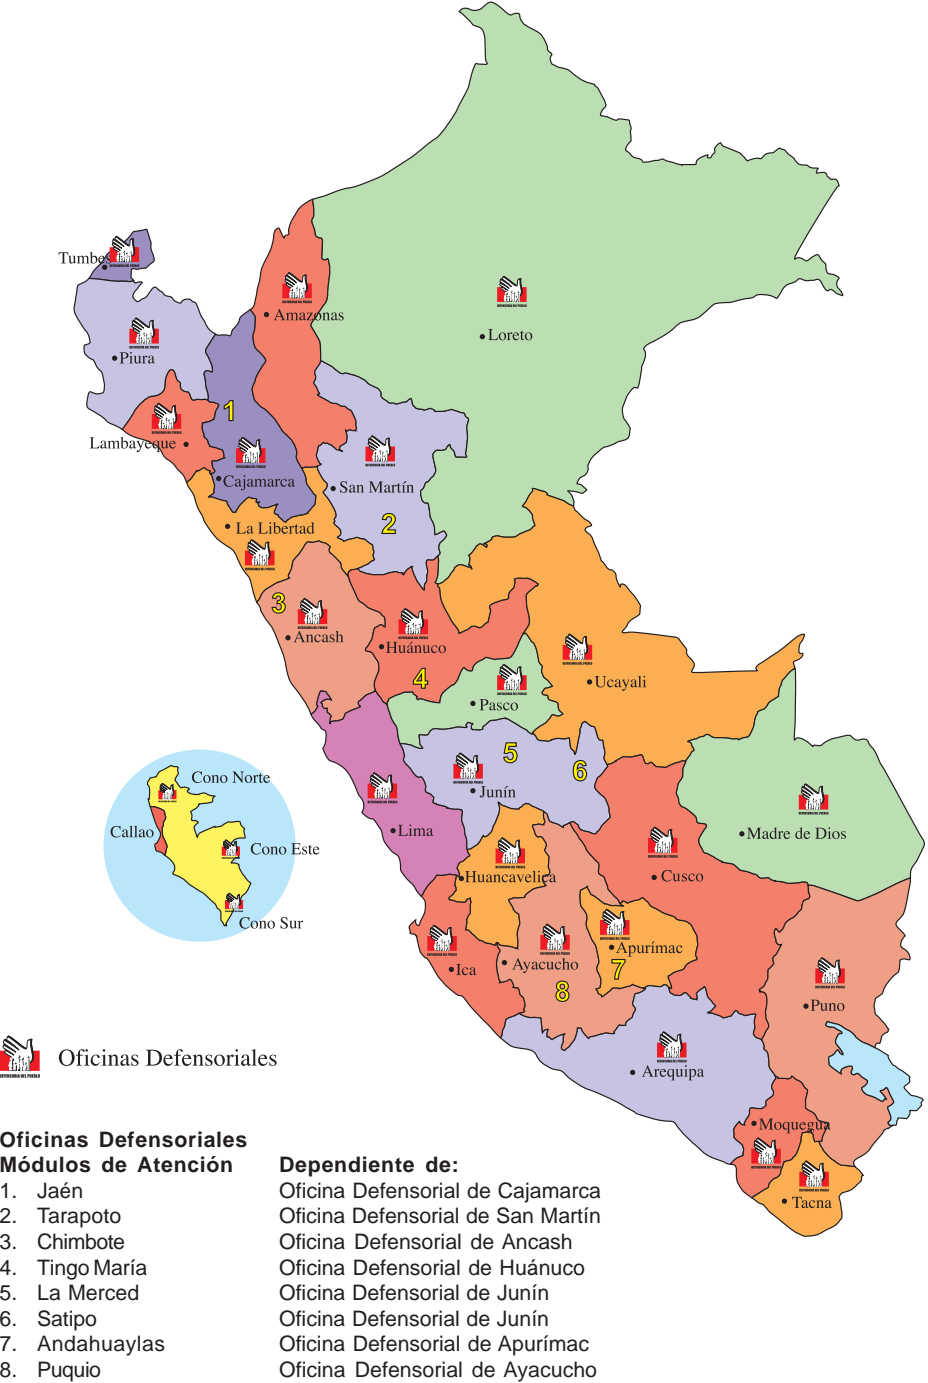 Tumbes
Amazonas
Loreto
Piura
Lambayeque
1
Cajamarca
San Martín
2
La Libertad
3
Ancash
Huánuco
4
Ucayali
Pasco
5
6
Junín
Cono Norte
Callao
Cono Este
Cono Sur
Lima
Madre de Dios
Huancavelica
Cusco
Ica
Ayacucho
Apurímac
7
8
Puno
Arequipa
Moquegua
Tacna
DEFENSORIA DEL PUEBLO
Oficinas Defensoriales
Oficinas Defensoriales
Módulos de Atención Dependiente de:
1. Jaén Oficina Defensorial de Cajamarca
2. Tarapoto Oficina Defensorial de San Martín
3. Chimbote Oficina Defensorial de Ancash
4. Tingo María Oficina Defensorial de Huánuco
5. La Merced Oficina Defensorial de Junín
6. Satipo Oficina Defensorial de Junín
7. Andahuaylas Oficina Defensorial de Apurímac
8. Puquio Oficina Defensorial de Ayacucho